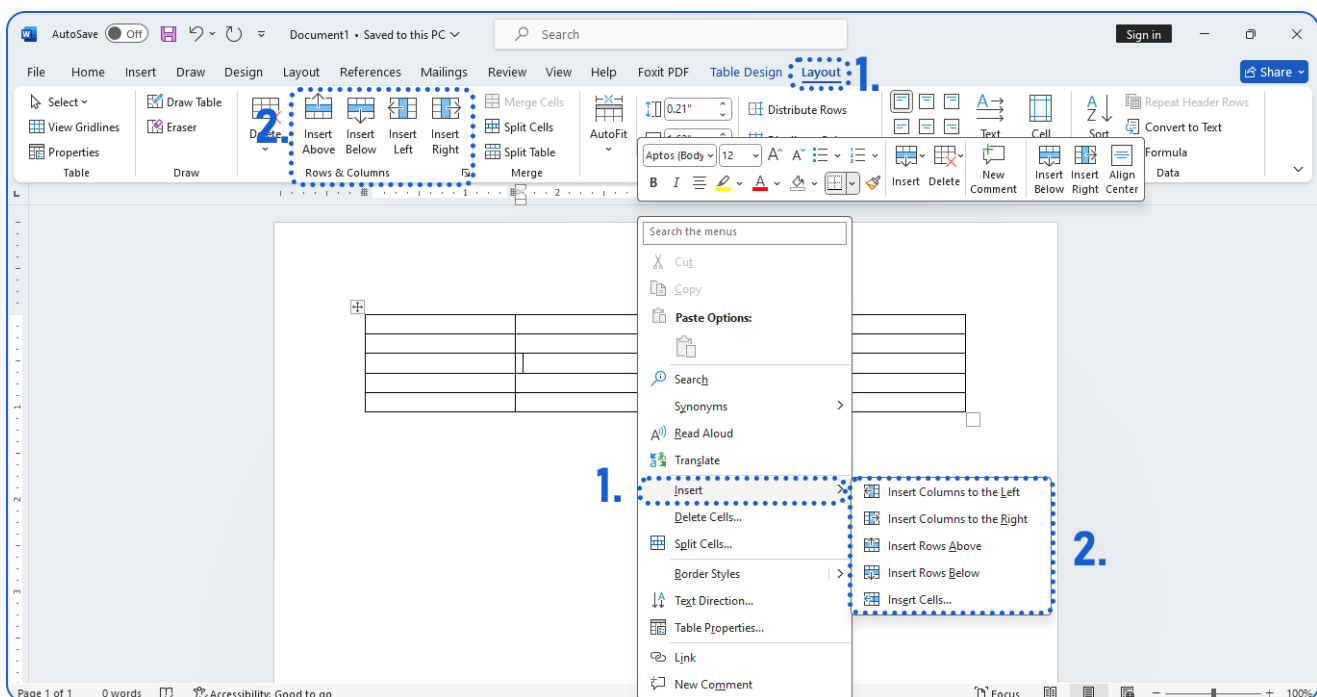 AutoSave Off Document1 • Saved to this PC Search Sign in
File Home Insert Draw Design Layout References Mailings Review View Help Foxit PDF Table Design Layout 1. Share
Select
View Gridlines
Properties
Table
Draw Table
Eraser
Draw
2.
Delete
Insert Above
Insert Below
Insert Left
Insert Right
Rows & Columns
Merge Cells
Split Cells
Split Table
Merge
AutoFit
0.21"
Distribute Rows
Text
Cell
Sort
Repeat Header Rows
Convert to Text
Formula
Data
Aptos (Body 12 A A
B I A
Insert Delete
New Comment
Insert Below
Insert Right
Align Center
1 2
Search the menus
Cut
Copy
Paste Options:
Search
Synonyms
Read Aloud
Translate
1.
Insert
Delete Cells...
Split Cells...
Border Styles
Text Direction...
Table Properties...
Link
New Comment
Insert Columns to the Left
Insert Columns to the Right
Insert Rows Above
Insert Rows Below
Insert Cells...
2.
1
2
3
Page 1 of 1 0 words Accessibility: Good to go Focus 100%